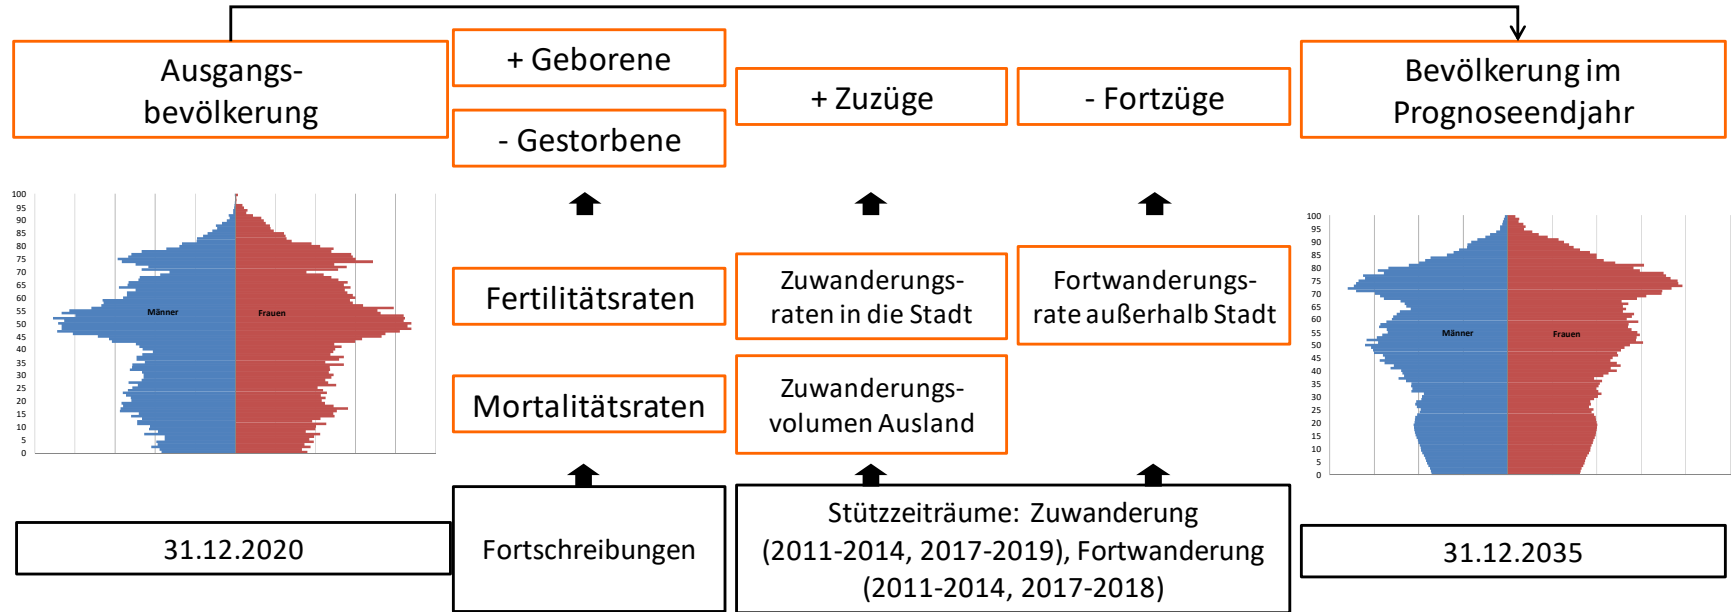 Ausgangs-
bevölkerung
+ Geborene
- Gestorbene
+ Zuzüge
- Fortzüge
Bevölkerung im
Prognoseendjahr
100
95
90
85
80
75
70
65
60
55
50
45
40
35
30
25
20
15
10
5
0
Männer
Frauen
Fertilitätsraten
Mortalitätsraten
Zuwanderungs-
raten in die Stadt
Zuwanderungs-
volumen Ausland
Fortwanderungs-
rate außerhalb Stadt
100
95
90
85
80
75
70
65
60
55
50
45
40
35
30
25
20
15
10
5
0
Männer
Frauen
31.12.2020
Fortschreibungen
Stützzeiträume: Zuwanderung
(2011-2014, 2017-2019), Fortwanderung
(2011-2014, 2017-2018)
31.12.2035